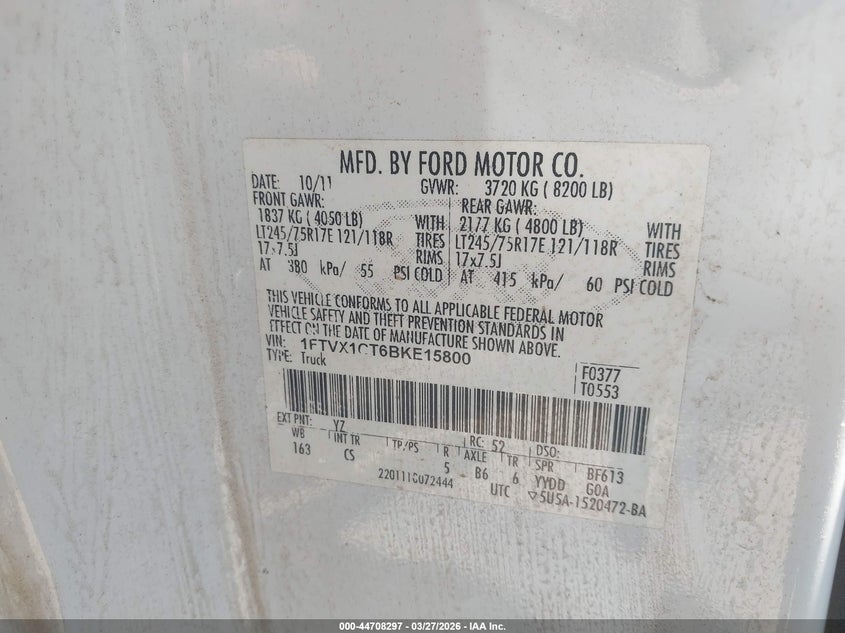 MFD. BY FORD MOTOR CO.
DATE: 10/11 GVWR: 3720 KG ( 8200 LB)
FRONT GAWR: REAR GAWR:
1837 KG ( 4050 LB) WITH 2177 KG ( 4800 LB) WITH
LT245/75R17E 121/118R TIRES LT245/75R17E 121/118R TIRES
17x7.5J RIMS 17x7.5J RIMS
AT 380 kPa/ 55 PSI COLD AT 415 kPa/ 60 PSI COLD
THIS VEHICLE CONFORMS TO ALL APPLICABLE FEDERAL MOTOR
VEHICLE SAFETY AND THEFT PREVENTION STANDARDS IN
EFFECT ON THE DATE OF MANUFACTURE SHOWN ABOVE.
VIN: 1FTVX1CT6BKE15800
TYPE: Truck
F0377
T0553
EXT PNT: YZ RC: 52 DSO:
WB INT TR TP/PS R AXLE TR SPR BF613
163 CS 5 B6 6 YYDD GOA
2201110072444 UTC ▽5U5A-1520472-BA
000-44708297 - 03/27/2026 - IAA Inc.